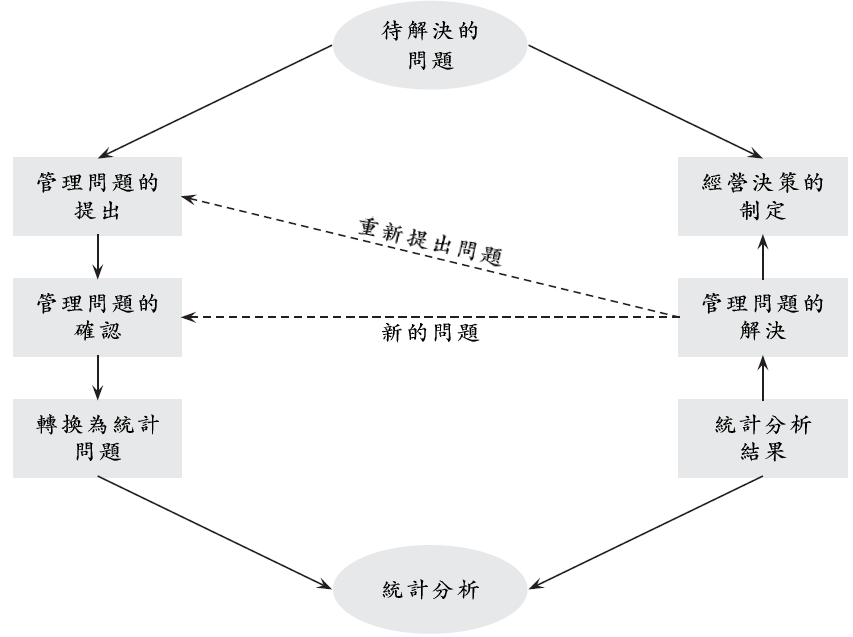 待解決的
問題
管理問題的
提出
經營決策的
制定
重新提出問題
管理問題的
確認
新的問題
管理問題的
解決
轉換為統計
問題
統計分析
結果
統計分析